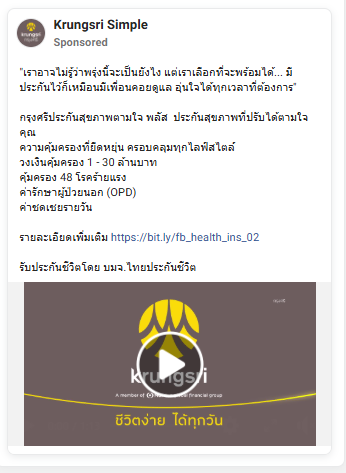 Krungsri Simple
Sponsored
"เราอาจไม่รู้ว่าพรุ่งนี้จะเป็นยังไง แต่เราเลือกที่จะพร้อมได้... มี
ประกันไว้ก็เหมือนมีเพื่อนคอยดูแล อุ่นใจได้ทุกเวลาที่ต้องการ"
กรุงศรีประกันสุขภาพตามใจ พลัส ประกันสุขภาพที่ปรับได้ตามใจ
คุณ
ความคุ้มครองที่ยืดหยุ่น ครอบคลุมทุกไลฟ์สไตล์
วงเงินคุ้มครอง 1 - 30 ล้านบาท
คุ้มครอง 48 โรคร้ายแรง
ค่ารักษาผู้ป่วยนอก (OPD)
ค่าชดเชยรายวัน
รายละเอียดเพิ่มเติม https://bit.ly/fb_health_ins_02
รับประกันชีวิตโดย บมจ.ไทยประกันชีวิต
krungsri
A member of financial group
ชีวิตง่าย ได้ทุกวัน